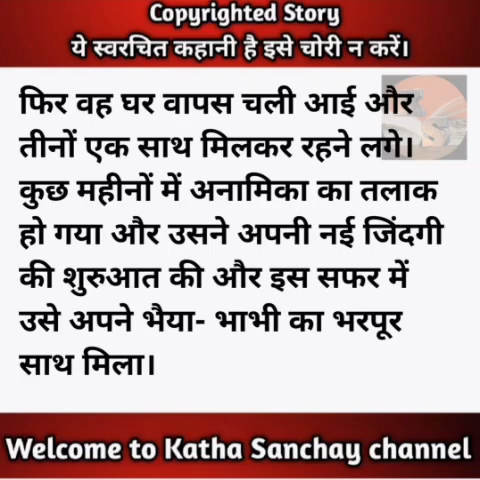 Copyrighted Story
ये स्वरचित कहानी है इसे चोरी न करें।
फिर वह घर वापस चली आई और
तीनों एक साथ मिलकर रहने लगे।
कुछ महीनों में अनामिका का तलाक
हो गया और उसने अपनी नई जिंदगी
की शुरुआत की और इस सफर में
उसे अपने भैया- भाभी का भरपूर
साथ मिला।
Welcome to Katha Sanchay channel